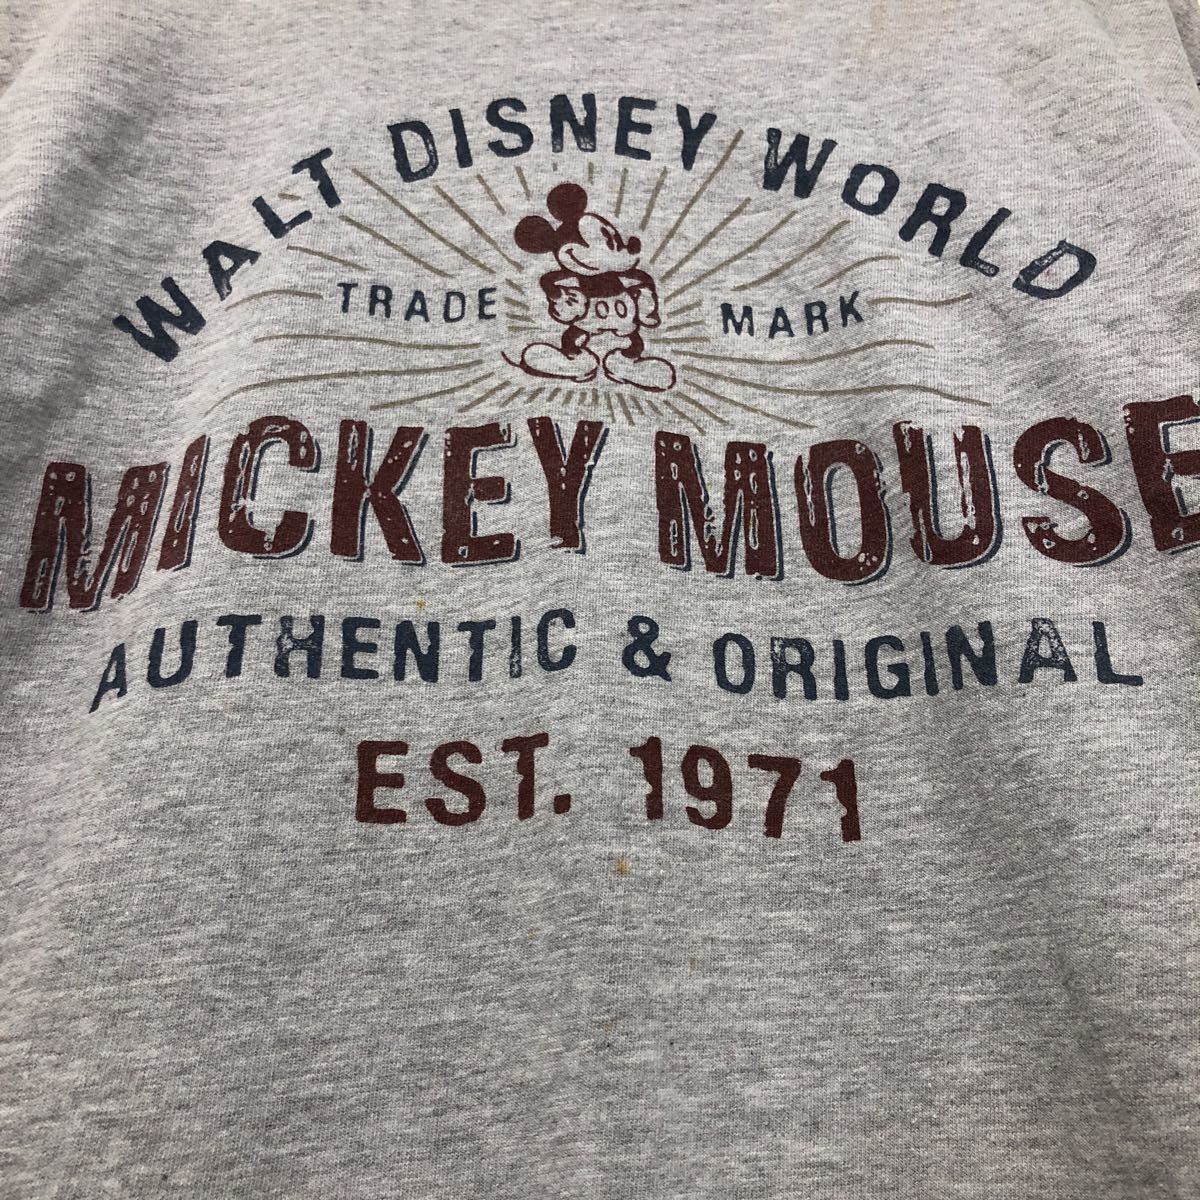 WALT DISNEY WORLD
TRADE MARK
MICKEY MOUSE
AUTHENTIC & ORIGINAL
EST. 1971